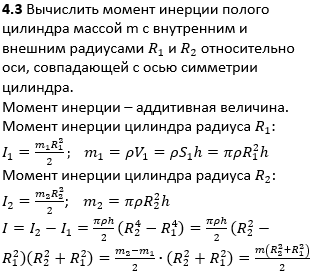 4.3 Вычислить момент инерции полого
цилиндра массой m с внутренним и
внешним радиусами R₁ и R₂ относительно
оси, совпадающей с осью симметрии
цилиндра.
Момент инерции – аддитивная величина.
Момент инерции цилиндра радиуса R₁:
I₁ = m₁R₁²/2; m₁ = ρV₁ = ρS₁h = πρR₁²h
Момент инерции цилиндра радиуса R₂:
I₂ = m₂R₂²/2; m₂ = πρR₂²h
I = I₂ − I₁ = πρh/2 (R₂⁴ − R₁⁴) = πρh/2 (R₂² −
R₁²)(R₂² + R₁²) = m₂−m₁/2 · (R₂² + R₁²) = m(R₂²+R₁²)/2